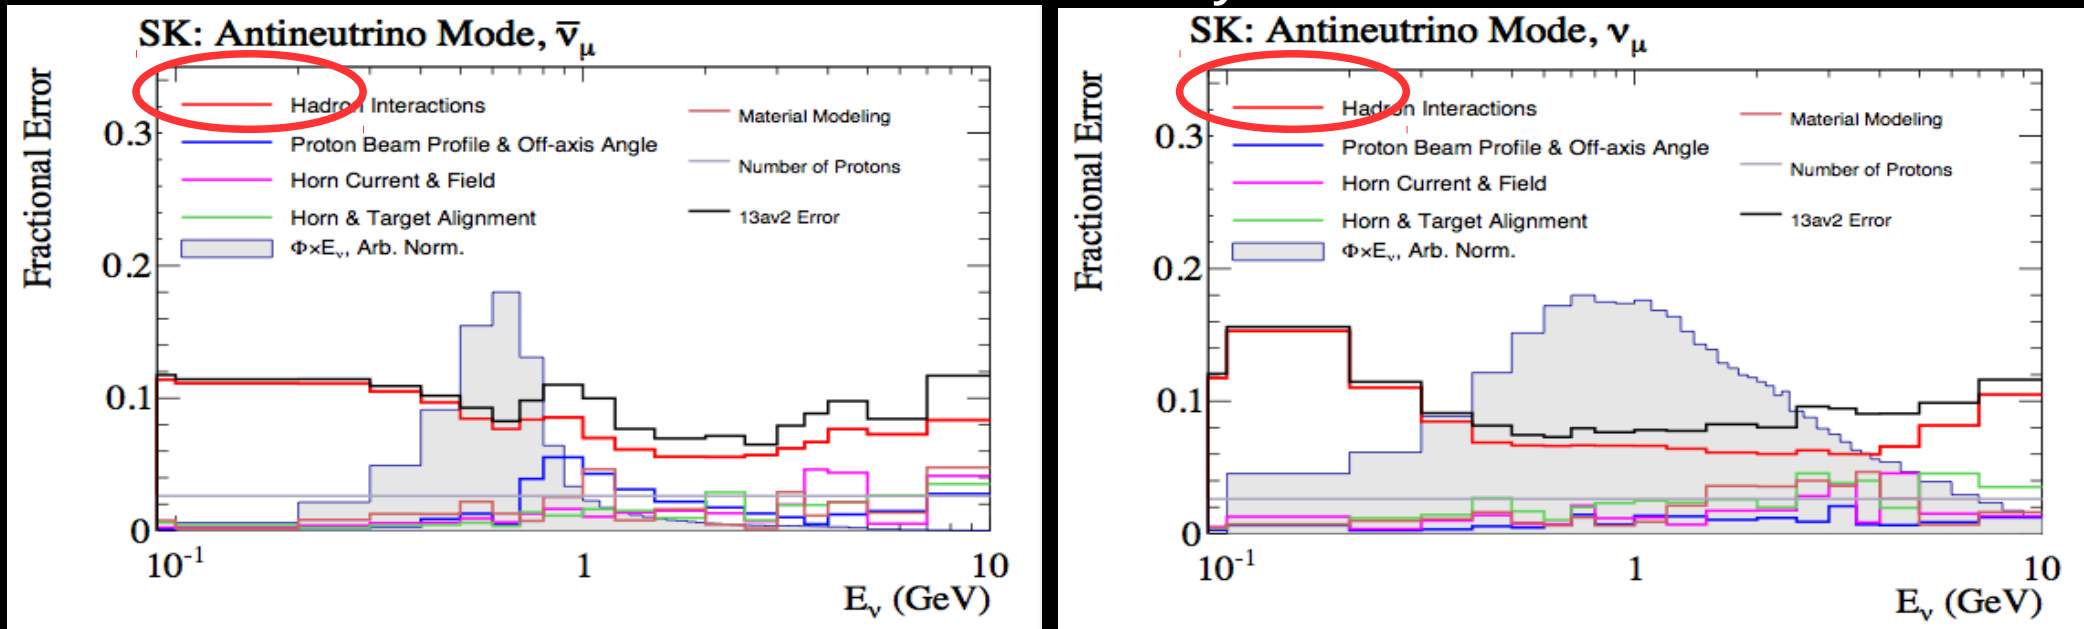 SK: Antineutrino Mode, ν̄μ
Fractional Error
0.3
0.2
0.1
0
Hadron Interactions
Proton Beam Profile & Off-axis Angle
Horn Current & Field
Horn & Target Alignment
Φ×Eν, Arb. Norm.
Material Modeling
Number of Protons
13av2 Error
10⁻¹
1
10
Eν (GeV)
SK: Antineutrino Mode, νμ
Fractional Error
0.3
0.2
0.1
0
Hadron Interactions
Proton Beam Profile & Off-axis Angle
Horn Current & Field
Horn & Target Alignment
Φ×Eν, Arb. Norm.
Material Modeling
Number of Protons
13av2 Error
10⁻¹
1
10
Eν (GeV)